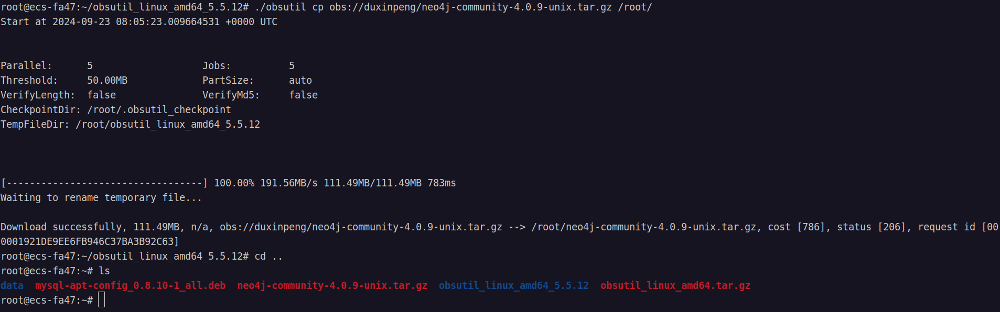 root@ecs-fa47:~/obsutil_linux_amd64_5.5.12# ./obsutil cp obs://duxinpeng/neo4j-community-4.0.9-unix.tar.gz /root/
Start at 2024-09-23 08:05:23.009664531 +0000 UTC
Parallel:      5                   Jobs:          5
Threshold:     50.00MB             PartSize:      auto
VerifyLength:  false               VerifyMd5:     false
CheckpointDir: /root/.obsutil_checkpoint
TempFileDir: /root/obsutil_linux_amd64_5.5.12
[----------------------------------] 100.00% 191.56MB/s 111.49MB/111.49MB 783ms
Waiting to rename temporary file...
Download successfully, 111.49MB, n/a, obs://duxinpeng/neo4j-community-4.0.9-unix.tar.gz --> /root/neo4j-community-4.0.9-unix.tar.gz, cost [786], status [206], request id [00
0001921DE9EE6FB946C37BA3B92C63]
root@ecs-fa47:~/obsutil_linux_amd64_5.5.12# cd ..
root@ecs-fa47:~# ls
data  mysql-apt-config_0.8.10-1_all.deb  neo4j-community-4.0.9-unix.tar.gz  obsutil_linux_amd64_5.5.12  obsutil_linux_amd64.tar.gz
root@ecs-fa47:~#